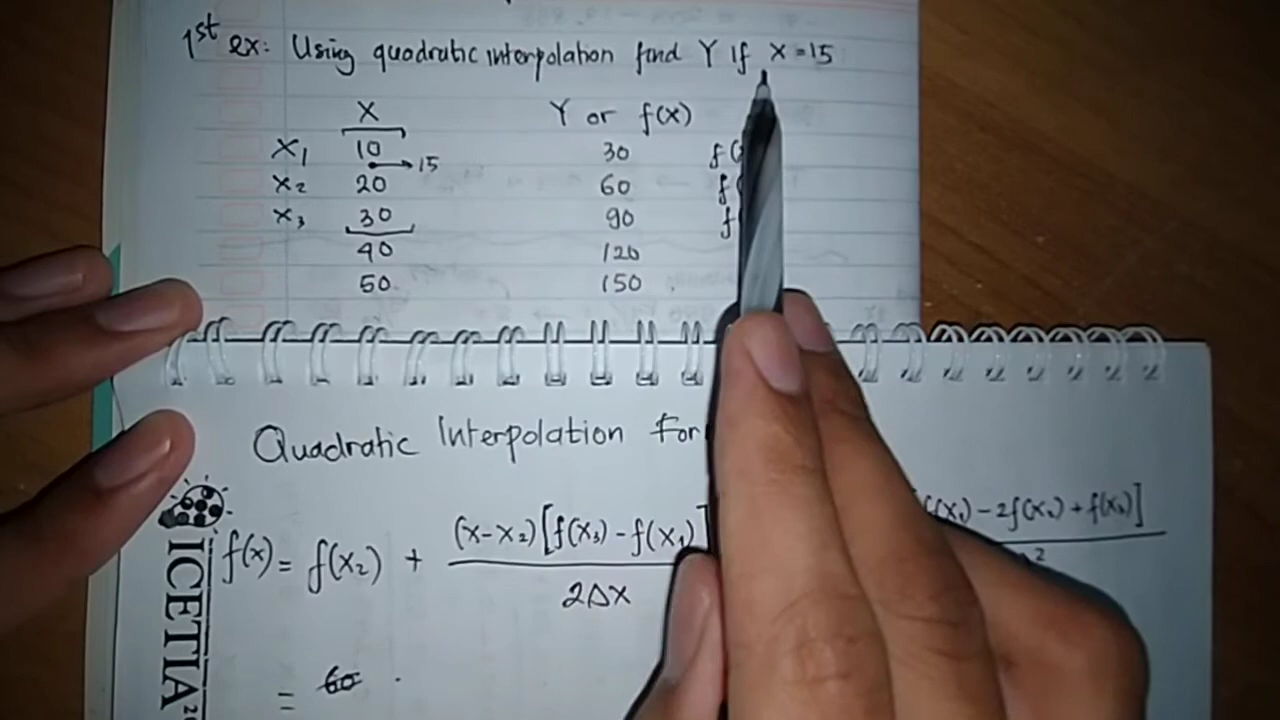 1st ex: Using quadratic interpolation find Y if X=15
X Y or f(x)
X1 10 30
→ 15
X2 20 60
X3 30 90
40 120
50 150
Quadratic Interpolation For
f(x) = f(x2) + (x-x2)[f(x3) - f(x1)] / 2Δx f(x1) - 2f(x2) + f(x3)]
= 60
ICETIA